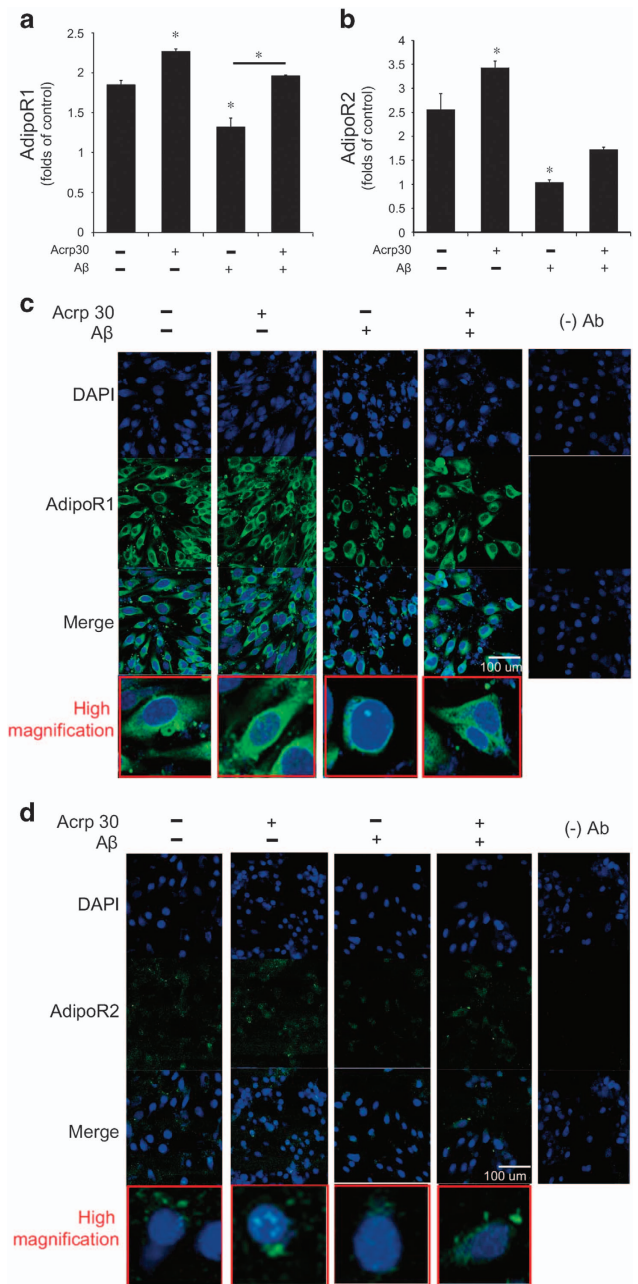 a
b
AdipoR1
(folds of control)
2.5
2
1.5
1
0.5
0
*
*
*
Acrp30 − + − +
Aβ − − + +
AdipoR2
(folds of control)
4
3.5
3
2.5
2
1.5
1
0.5
0
*
*
− + − +
− − + +
c
Acrp 30 − + − + (-) Ab
Aβ − − + +
DAPI
AdipoR1
Merge
100 um
High
magnification
d
Acrp 30 − + − + (-) Ab
Aβ − − + +
DAPI
AdipoR2
Merge
100 um
High
magnification